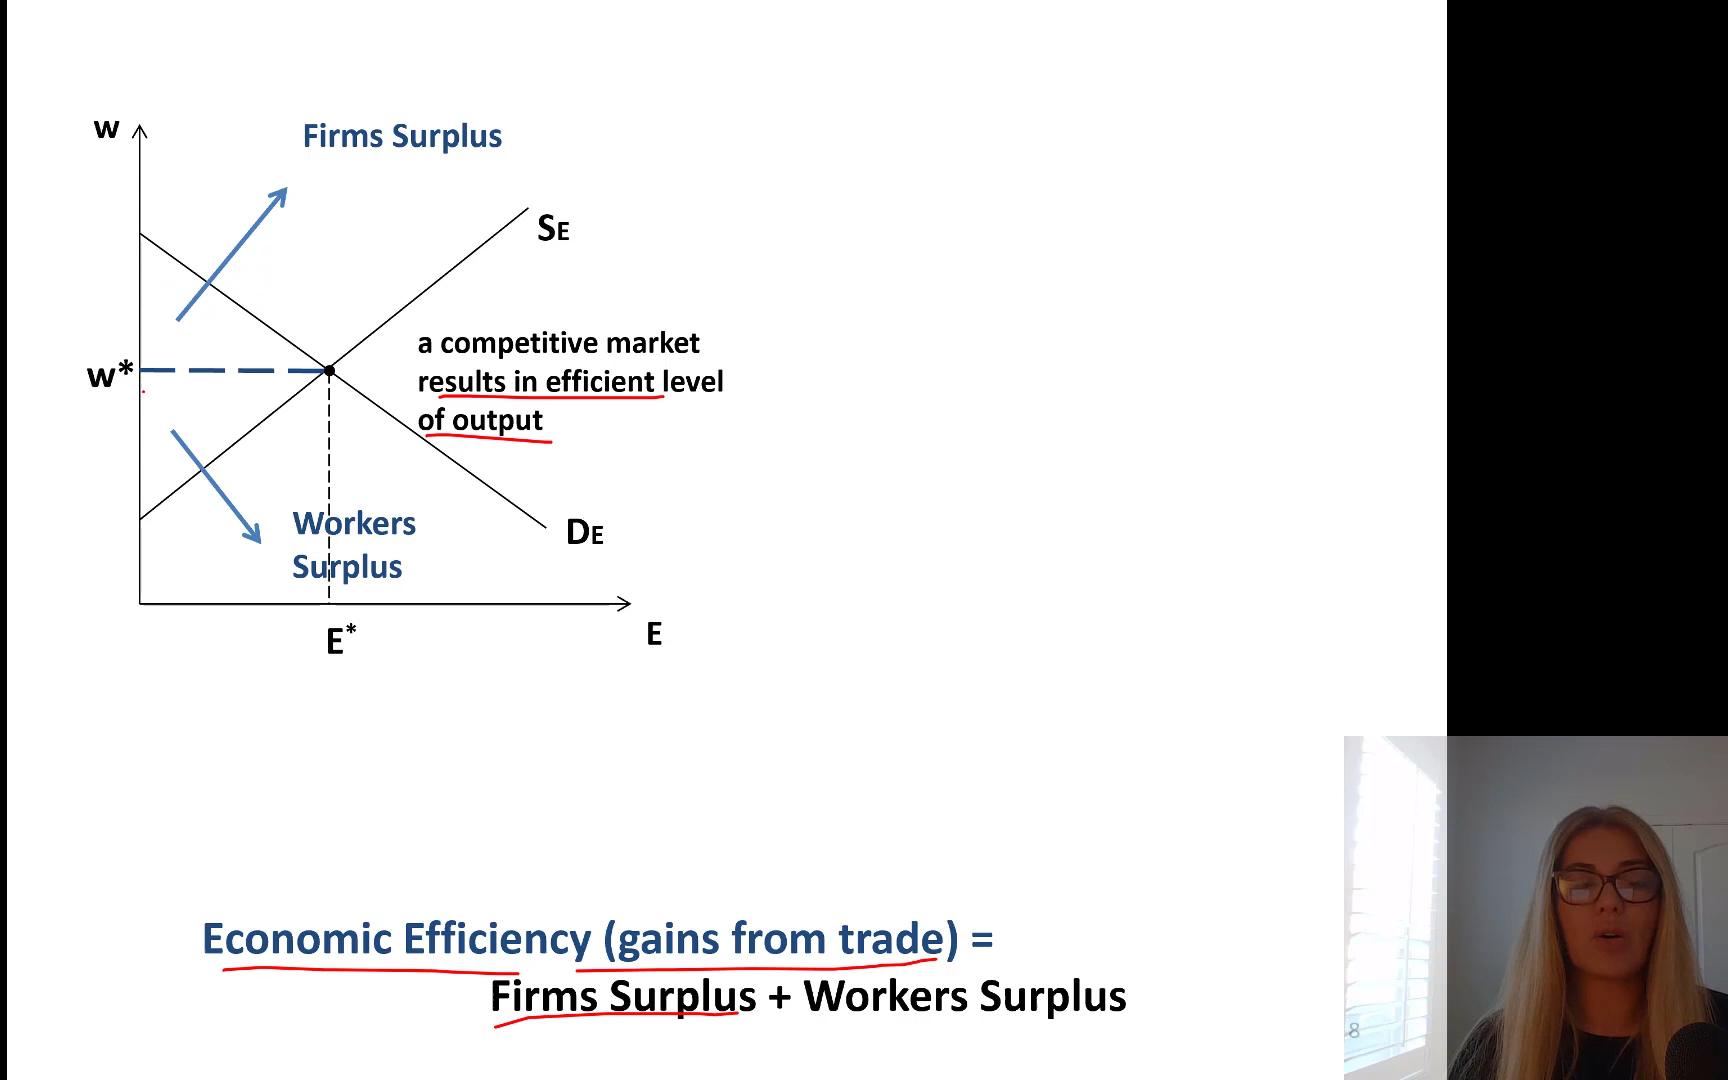 w
Firms Surplus
SE
a competitive market
results in efficient level
of output
w*
Workers
Surplus
DE
E*
E
Economic Efficiency (gains from trade) =
Firms Surplus + Workers Surplus
8